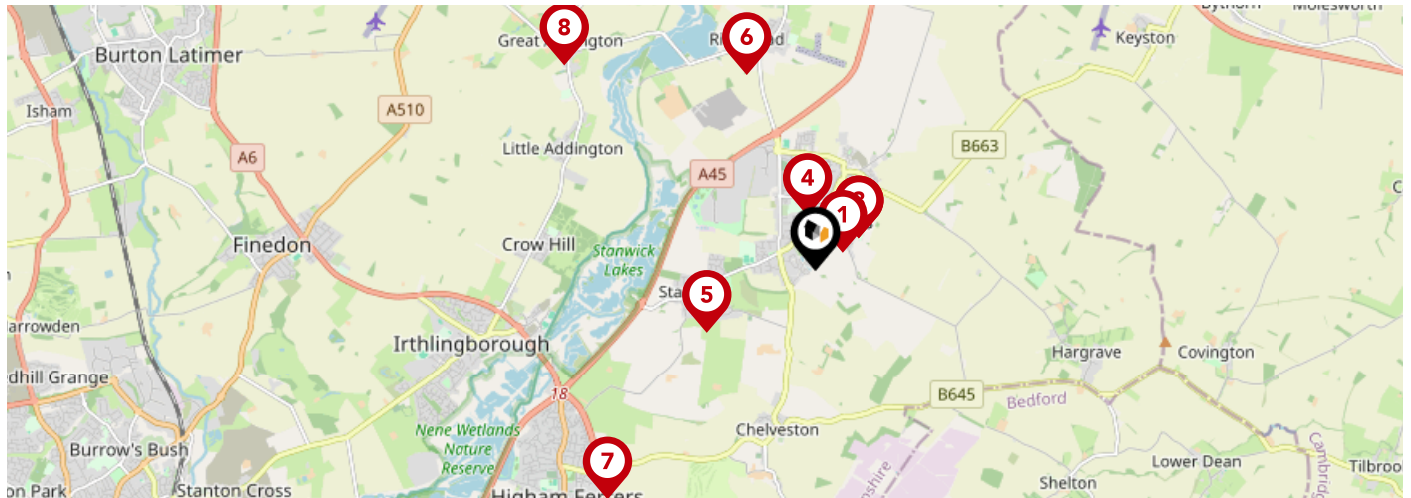 Burton Latimer
8
Great
6
Keyston
Isham
A510
A6
Little Addington
A45
B663
4
1
Finedon
Crow Hill
Stanwick
Lakes
5
Irthlingborough
Hargrave
Covington
18
B645
Bedford
Chelveston
Nene Wetlands
Nature
Reserve
Burrow's Bush
7
Lower Dean
Shelton
Stanton Cross